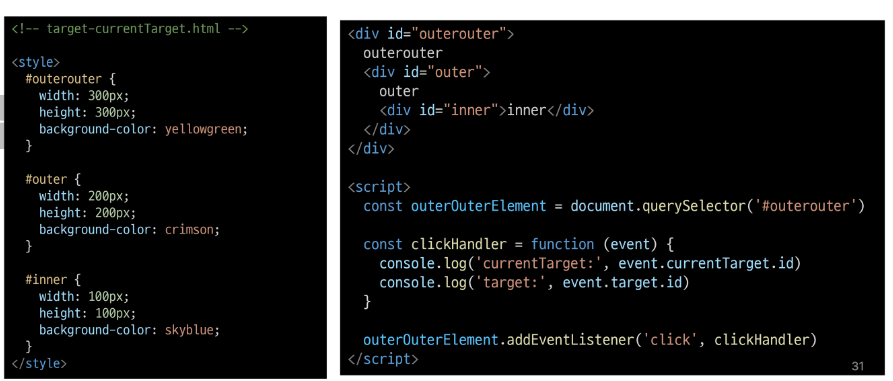 <!-- target-currentTarget.html -->
<style>
  #outerouter {
    width: 300px;
    height: 300px;
    background-color: yellowgreen;
  }
  #outer {
    width: 200px;
    height: 200px;
    background-color: crimson;
  }
  #inner {
    width: 100px;
    height: 100px;
    background-color: skyblue;
  }
</style>
<div id="outerouter">
  outerouter
  <div id="outer">
    outer
    <div id="inner">inner</div>
  </div>
</div>
<script>
  const outerOuterElement = document.querySelector('#outerouter')
  const clickHandler = function (event) {
    console.log('currentTarget:', event.currentTarget.id)
    console.log('target:', event.target.id)
  }
  outerOuterElement.addEventListener('click', clickHandler)
</script>
31